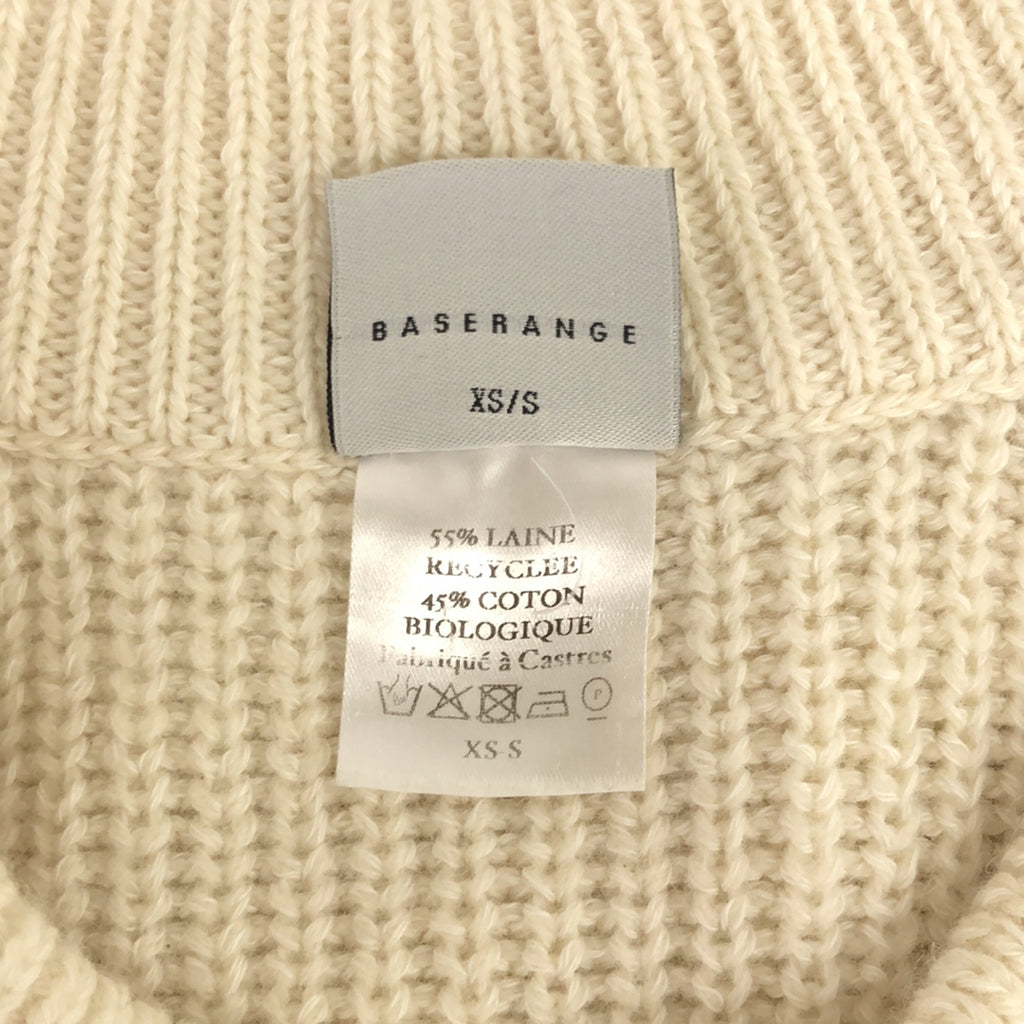 BASERANGE
XS/S
55% LAINE
RECYCLEE
45% COTON
BIOLOGIQUE
Fabriqué à Castres
P
XS-S